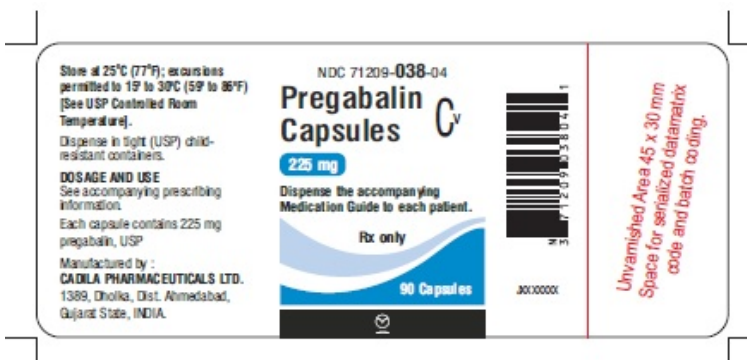 Store at 25°C (77°F); excursions
permitted to 15º to 30ºC (59º to 86ºF)
[See USP Controlled Room
Temperature].
Dispense in tight (USP) child-
resistant containers.
DOSAGE AND USE
See accompanying prescribing
information.
Each capsule contains 225 mg
pregabalin, USP
Manufactured by :
CADILA PHARMACEUTICALS LTD.
1389, Dholka, Dist. Ahmedabad,
Gujarat State, INDIA.
NDC 71209-038-04
Pregabalin
Capsules
CV
225 mg
Dispense the accompanying
Medication Guide to each patient.
Rx only
90 Capsules
N
3 71209 03804 1
JXXXXXX
Unvarnished Area 45 x 30 mm
Space for serialized datamatrix
code and batch coding.